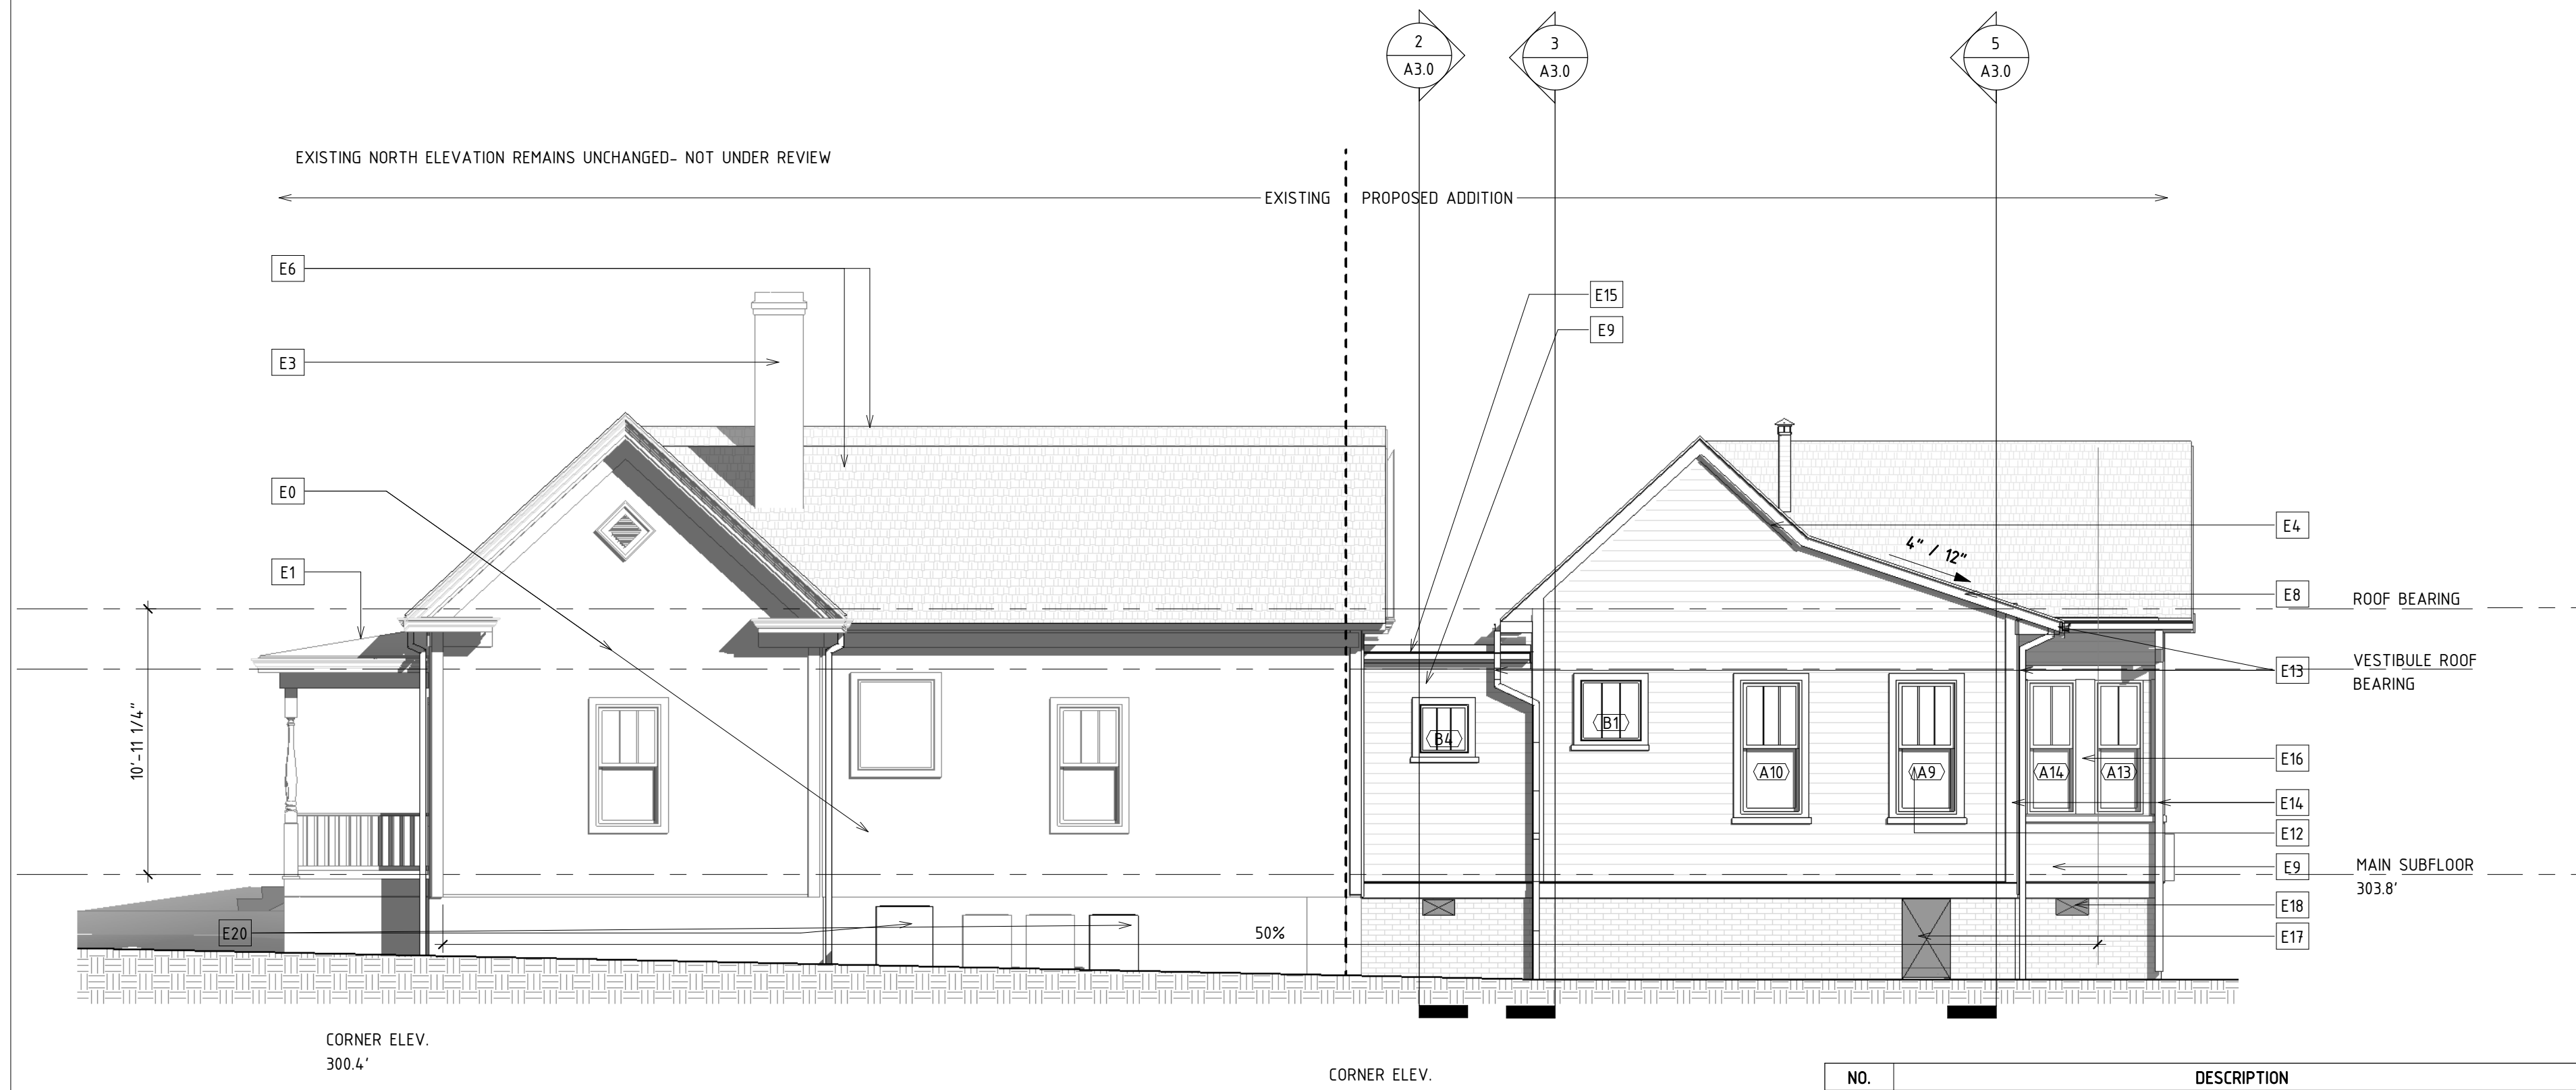 2
A3.0
3
A3.0
5
A3.0
EXISTING NORTH ELEVATION REMAINS UNCHANGED- NOT UNDER REVIEW
EXISTING
PROPOSED ADDITION
E6
E15
E9
E3
E0
E4
4" / 12"
E1
E8
ROOF BEARING
VESTIBULE ROOF
BEARING
E13
10'-11 1/4"
B4
B1
A10
A9
A14
A13
E16
E14
E12
E9
MAIN SUBFLOOR
303.8'
E18
E20
50%
E17
CORNER ELEV.
300.4'
CORNER ELEV.
NO.
DESCRIPTION